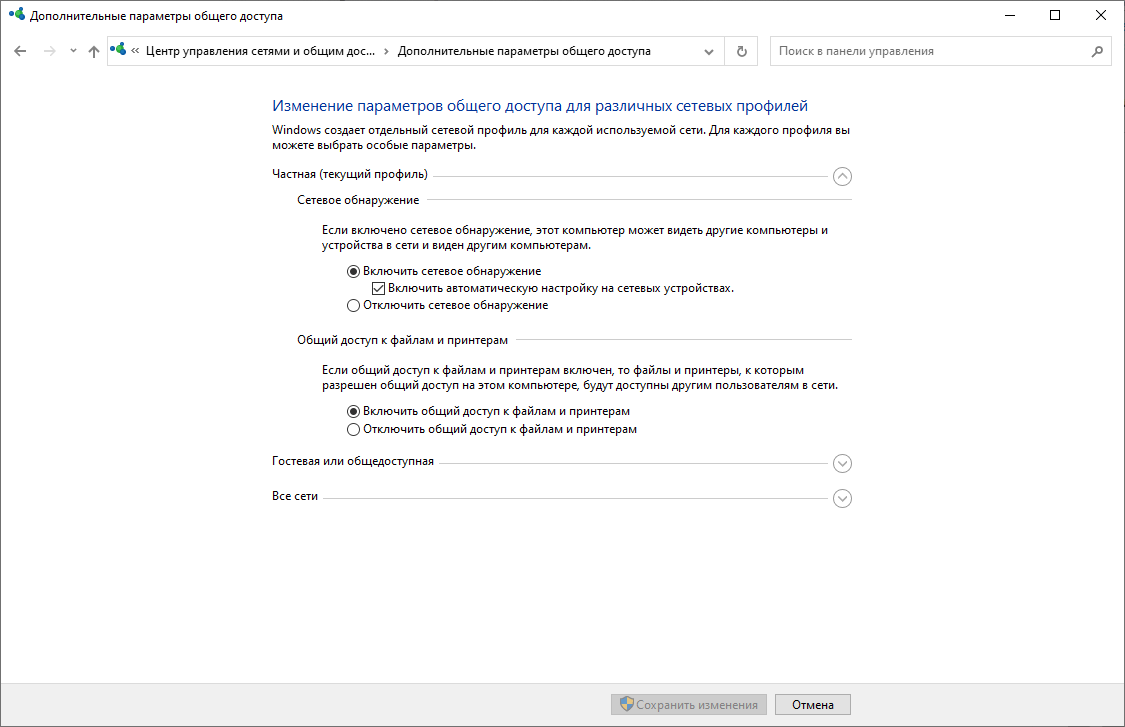 Дополнительные параметры общего доступа
« Центр управления сетями и общим дос... › Дополнительные параметры общего доступа
Поиск в панели управления
Изменение параметров общего доступа для различных сетевых профилей
Windows создает отдельный сетевой профиль для каждой используемой сети. Для каждого профиля вы
можете выбрать особые параметры.
Частная (текущий профиль)
Сетевое обнаружение
Если включено сетевое обнаружение, этот компьютер может видеть другие компьютеры и
устройства в сети и виден другим компьютерам.
Включить сетевое обнаружение
Включить автоматическую настройку на сетевых устройствах.
Отключить сетевое обнаружение
Общий доступ к файлам и принтерам
Если общий доступ к файлам и принтерам включен, то файлы и принтеры, к которым
разрешен общий доступ на этом компьютере, будут доступны другим пользователям в сети.
Включить общий доступ к файлам и принтерам
Отключить общий доступ к файлам и принтерам
Гостевая или общедоступная
Все сети
Сохранить изменения
Отмена